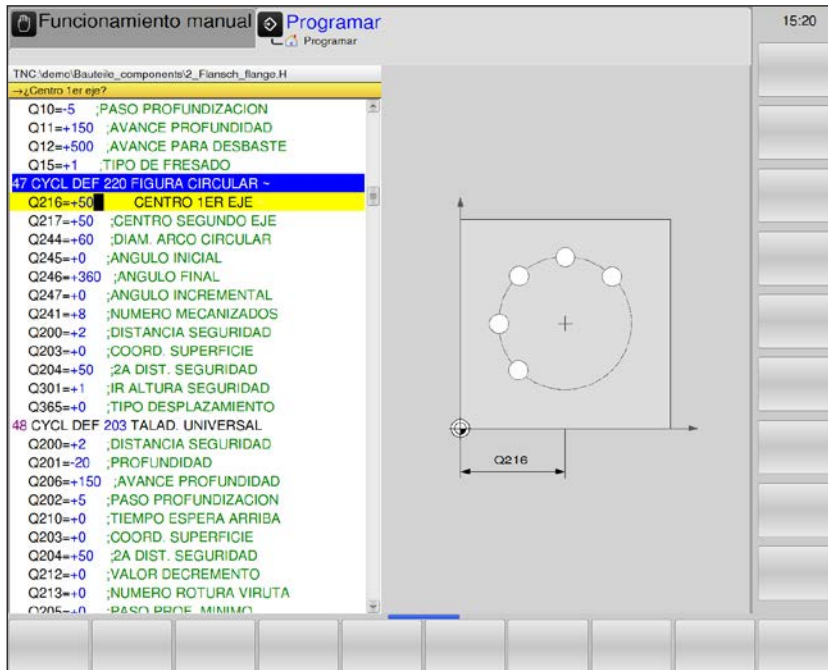 Funcionamiento manual
Programar
Programar
15:20
TNC:\demo\Bauteile_components\2_Flansch_flange.H
→¿Centro 1er eje?
Q10=-5 ;PASO PROFUNDIZACION
Q11=+150 ;AVANCE PROFUNDIDAD
Q12=+500 ;AVANCE PARA DESBASTE
Q15=+1 ;TIPO DE FRESADO
47 CYCL DEF 220 FIGURA CIRCULAR ~
Q216=+50 CENTRO 1ER EJE
Q217=+50 ;CENTRO SEGUNDO EJE
Q244=+60 ;DIAM. ARCO CIRCULAR
Q245=+0 ;ANGULO INICIAL
Q246=+360 ;ANGULO FINAL
Q247=+0 ;ANGULO INCREMENTAL
Q241=+8 ;NUMERO MECANIZADOS
Q200=+2 ;DISTANCIA SEGURIDAD
Q203=+0 ;COORD. SUPERFICIE
Q204=+50 ;2A DIST. SEGURIDAD
Q301=+1 ;IR ALTURA SEGURIDAD
Q365=+0 ;TIPO DESPLAZAMIENTO
48 CYCL DEF 203 TALAD. UNIVERSAL
Q200=+2 ;DISTANCIA SEGURIDAD
Q201=-20 ;PROFUNDIDAD
Q206=+150 ;AVANCE PROFUNDIDAD
Q202=+5 ;PASO PROFUNDIZACION
Q210=+0 ;TIEMPO ESPERA ARRIBA
Q203=+0 ;COORD. SUPERFICIE
Q204=+50 ;2A DIST. SEGURIDAD
Q212=+0 ;VALOR DECREMENTO
Q213=+0 ;NUMERO ROTURA VIRUTA
Q205=+0 ;PASO PROF. MINIMO
Q216